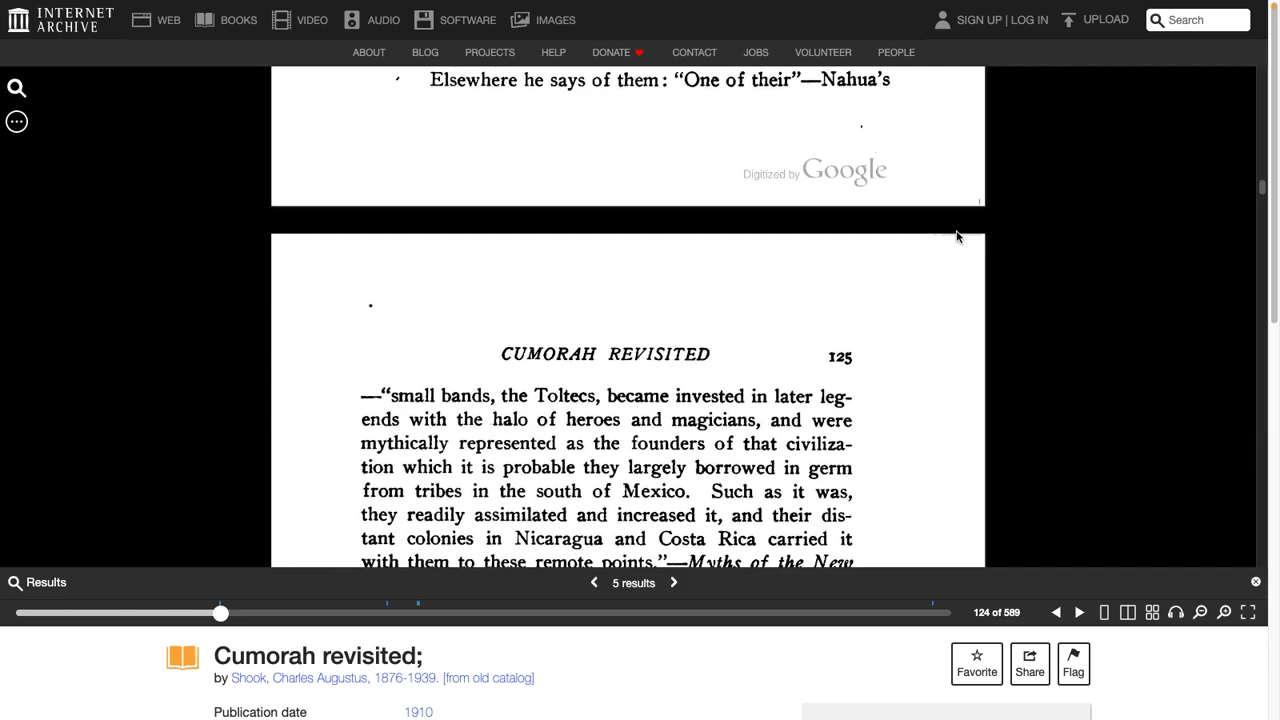 INTERNET
ARCHIVE
WEB
BOOKS
VIDEO
AUDIO
SOFTWARE
IMAGES
SIGN UP | LOG IN
UPLOAD
Search
ABOUT
BLOG
PROJECTS
HELP
DONATE
CONTACT
JOBS
VOLUNTEER
PEOPLE
Elsewhere he says of them: “One of their”—Nahua's
Digitized by Google
CUMORAH REVISITED 125
—“small bands, the Toltecs, became invested in later leg-
ends with the halo of heroes and magicians, and were
mythically represented as the founders of that civiliza-
tion which it is probable they largely borrowed in germ
from tribes in the south of Mexico. Such as it was,
they readily assimilated and increased it, and their dis-
tant colonies in Nicaragua and Costa Rica carried it
with them to these remote points.”—Myths of the New
Results
5 results
124 of 589
Cumorah revisited;
by Shook, Charles Augustus, 1876-1939. [from old catalog]
Favorite
Share
Flag
Publication date 1910